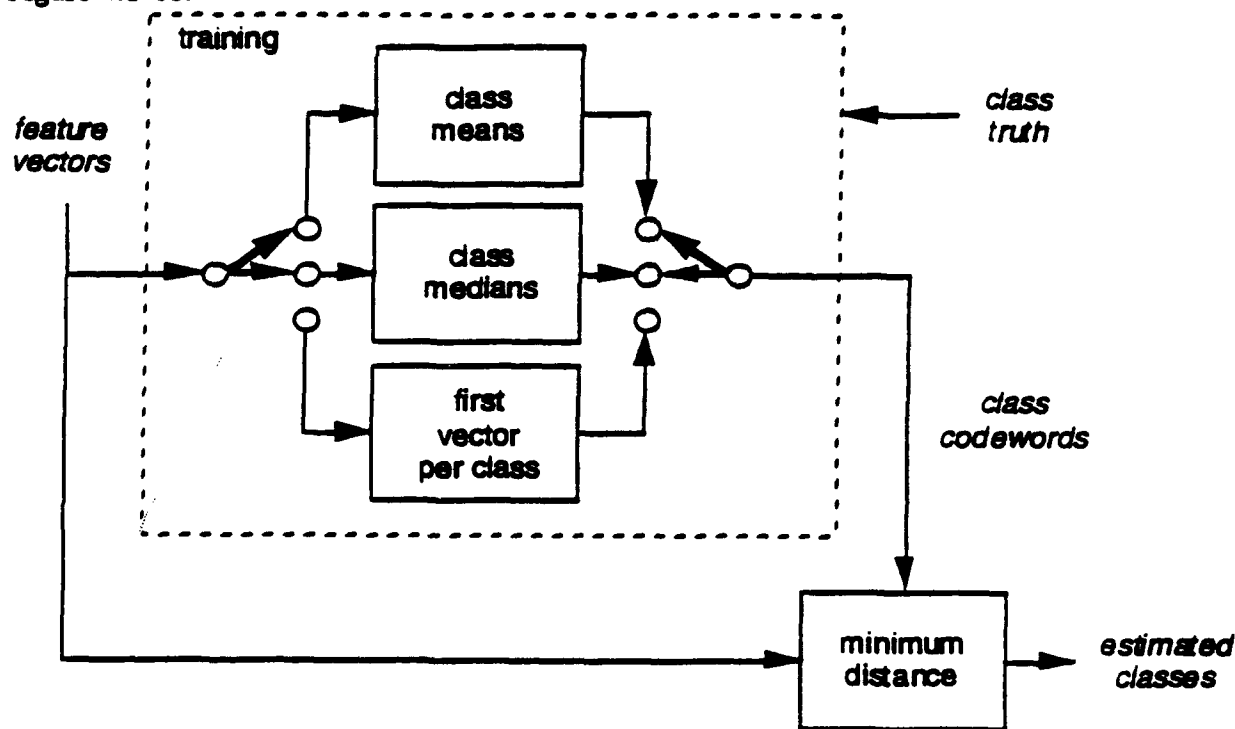 training
class
means
feature
vectors
class
truth
class
medians
first
vector
per class
class
codewords
minimum
distance
estimated
classes